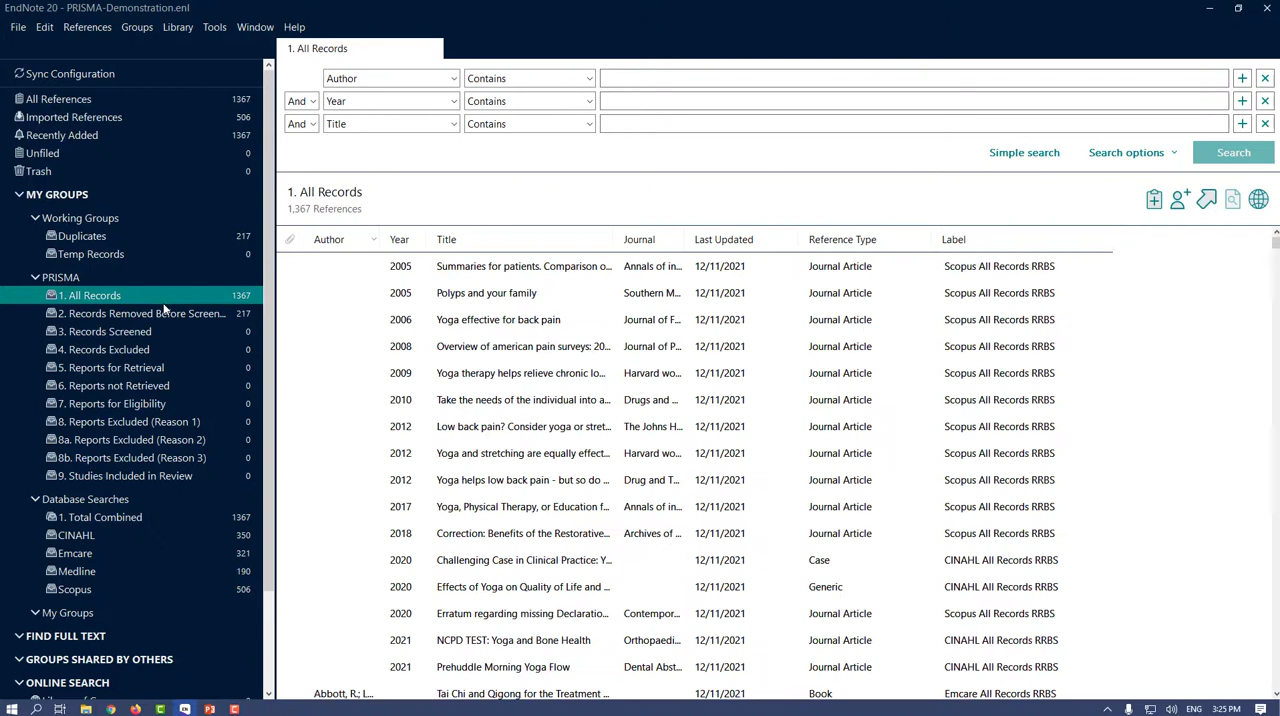 EndNote 20 - PRISMA-Demonstration.enl
File Edit References Groups Library Tools Window Help
1. All Records
Sync Configuration
All References 1367
Imported References 506
Recently Added 1367
Unfiled 0
Trash 0
MY GROUPS
Working Groups
Duplicates 217
Temp Records 0
PRISMA
1. All Records 1367
2. Records Removed Before Screen... 217
3. Records Screened 0
4. Records Excluded 0
5. Reports for Retrieval 0
6. Reports not Retrieved 0
7. Reports for Eligibility 0
8. Reports Excluded (Reason 1) 0
8a. Reports Excluded (Reason 2) 0
8b. Reports Excluded (Reason 3) 0
9. Studies Included in Review 0
Database Searches
1. Total Combined 1367
CINAHL 350
Emcare 321
Medline 190
Scopus 506
My Groups
FIND FULL TEXT
GROUPS SHARED BY OTHERS
ONLINE SEARCH
Author Contains
And Year Contains
And Title Contains
Simple search Search options Search
1. All Records
1,367 References
Author Year Title Journal Last Updated Reference Type Label
2005 Summaries for patients. Comparison o... Annals of in... 12/11/2021 Journal Article Scopus All Records RRBS
2005 Polyps and your family Southern M... 12/11/2021 Journal Article Scopus All Records RRBS
2006 Yoga effective for back pain Journal of F... 12/11/2021 Journal Article Scopus All Records RRBS
2008 Overview of american pain surveys: 20... Journal of P... 12/11/2021 Journal Article Scopus All Records RRBS
2009 Yoga therapy helps relieve chronic lo... Harvard wo... 12/11/2021 Journal Article Scopus All Records RRBS
2010 Take the needs of the individual into a... Drugs and ... 12/11/2021 Journal Article Scopus All Records RRBS
2012 Low back pain? Consider yoga or stret... The Johns H... 12/11/2021 Journal Article Scopus All Records RRBS
2012 Yoga and stretching are equally effect... Harvard wo... 12/11/2021 Journal Article Scopus All Records RRBS
2012 Yoga helps low back pain - but so do ... Drug and T... 12/11/2021 Journal Article Scopus All Records RRBS
2017 Yoga, Physical Therapy, or Education f... Annals of in... 12/11/2021 Journal Article Scopus All Records RRBS
2018 Correction: Benefits of the Restorative... Archives of ... 12/11/2021 Journal Article Scopus All Records RRBS
2020 Challenging Case in Clinical Practice: Y... 12/11/2021 Case CINAHL All Records RRBS
2020 Effects of Yoga on Quality of Life and ... 12/11/2021 Generic CINAHL All Records RRBS
2020 Erratum regarding missing Declaratio... Contempor... 12/11/2021 Journal Article Scopus All Records RRBS
2021 NCPD TEST: Yoga and Bone Health Orthopaedi... 12/11/2021 Journal Article CINAHL All Records RRBS
2021 Prehuddle Morning Yoga Flow Dental Abst... 12/11/2021 Journal Article Scopus All Records RRBS
Abbott, R.; L... Tai Chi and Qigong for the Treatment ... 12/11/2021 Book Emcare All Records RRBS
3:25 PM